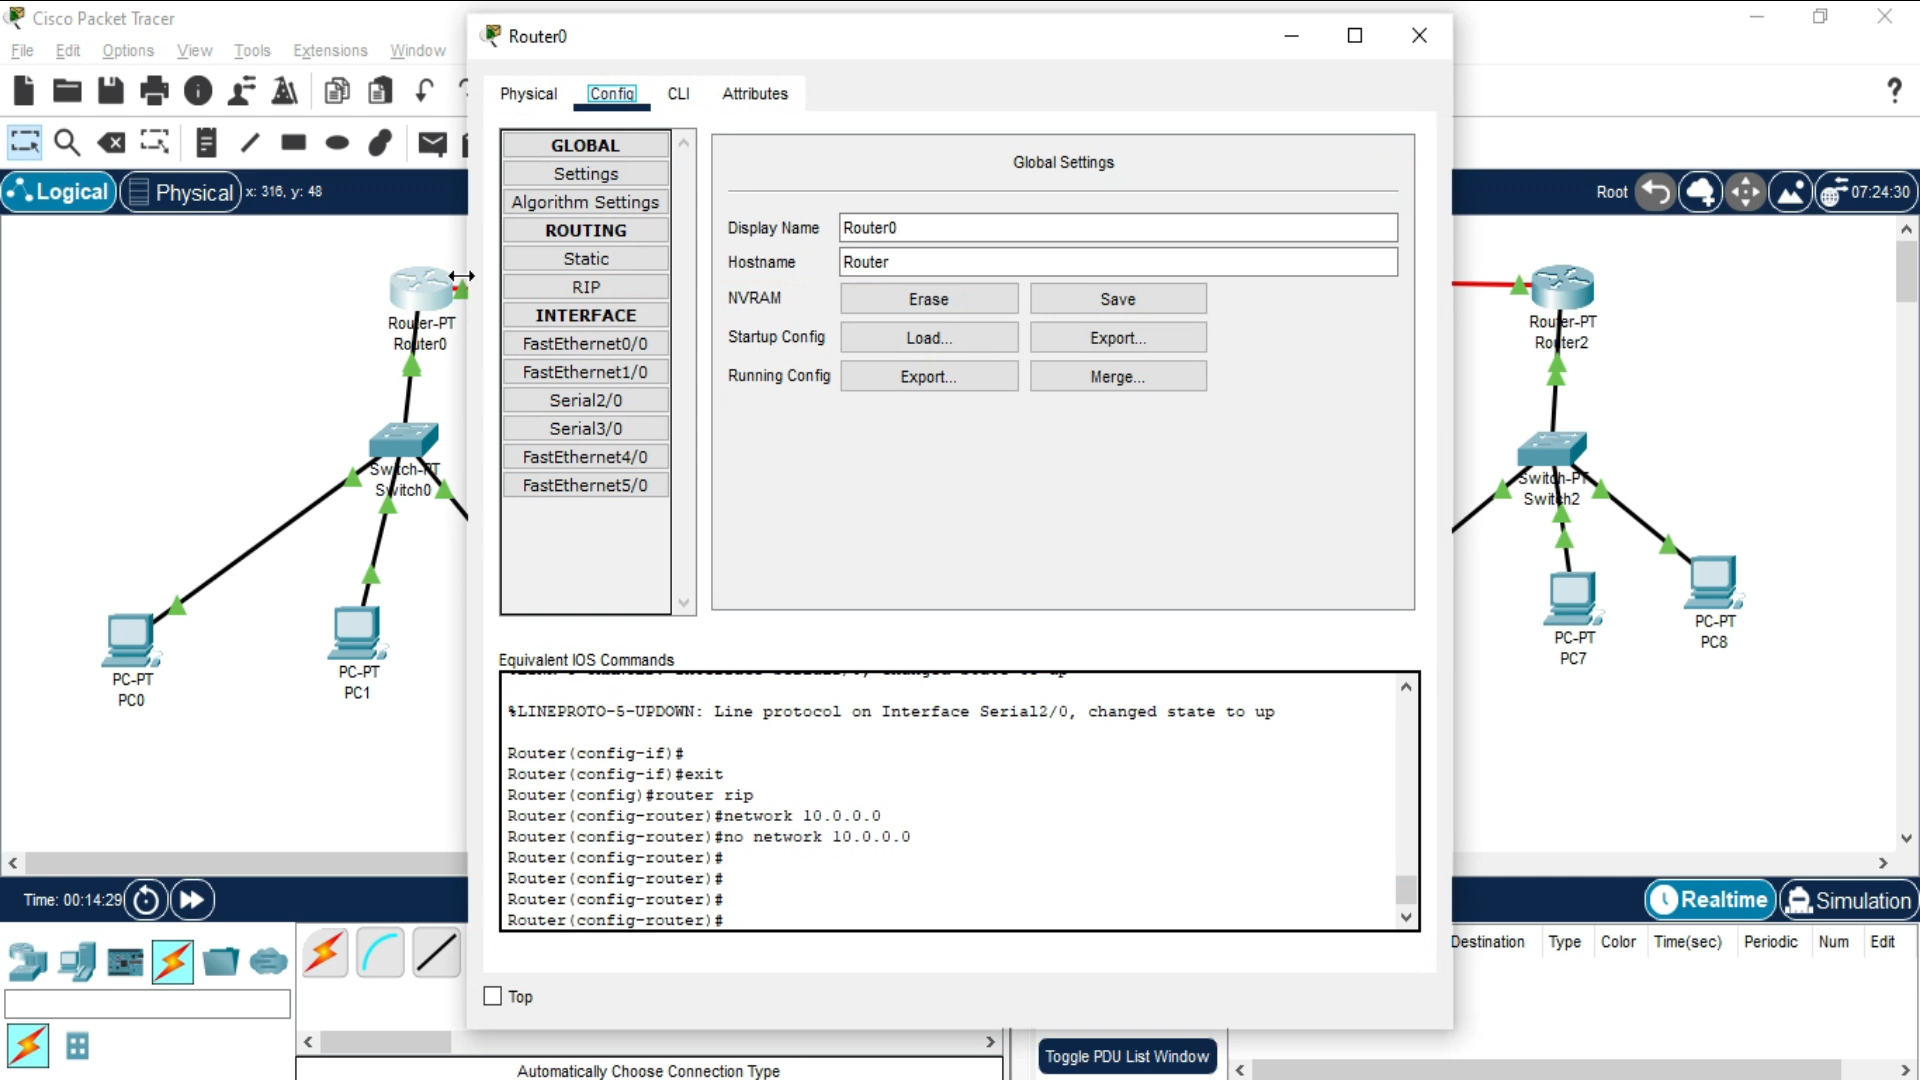 Cisco Packet Tracer
File Edit Options View Tools Extensions Window
Logical
Physical
x: 316, y: 48
Root
07:24:30
Router0
Physical Config CLI Attributes
GLOBAL
Settings
Algorithm Settings
ROUTING
Static
RIP
INTERFACE
FastEthernet0/0
FastEthernet1/0
Serial2/0
Serial3/0
FastEthernet4/0
FastEthernet5/0
Global Settings
Display Name Router0
Hostname Router
NVRAM Erase Save
Startup Config Load... Export...
Running Config Export... Merge...
Equivalent IOS Commands
%LINEPROTO-5-UPDOWN: Line protocol on Interface Serial2/0, changed state to up
Router(config-if)#
Router(config-if)#exit
Router(config)#router rip
Router(config-router)#network 10.0.0.0
Router(config-router)#no network 10.0.0.0
Router(config-router)#
Router(config-router)#
Router(config-router)#
Router(config-router)#
Top
Router-PT
Router0
Switch-PT
Switch0
PC-PT
PC0
PC-PT
PC1
Router-PT
Router2
Switch-PT
Switch2
PC-PT
PC7
PC-PT
PC8
Time: 00:14:29
Realtime
Simulation
Destination Type Color Time(sec) Periodic Num Edit
Toggle PDU List Window
Automatically Choose Connection Type